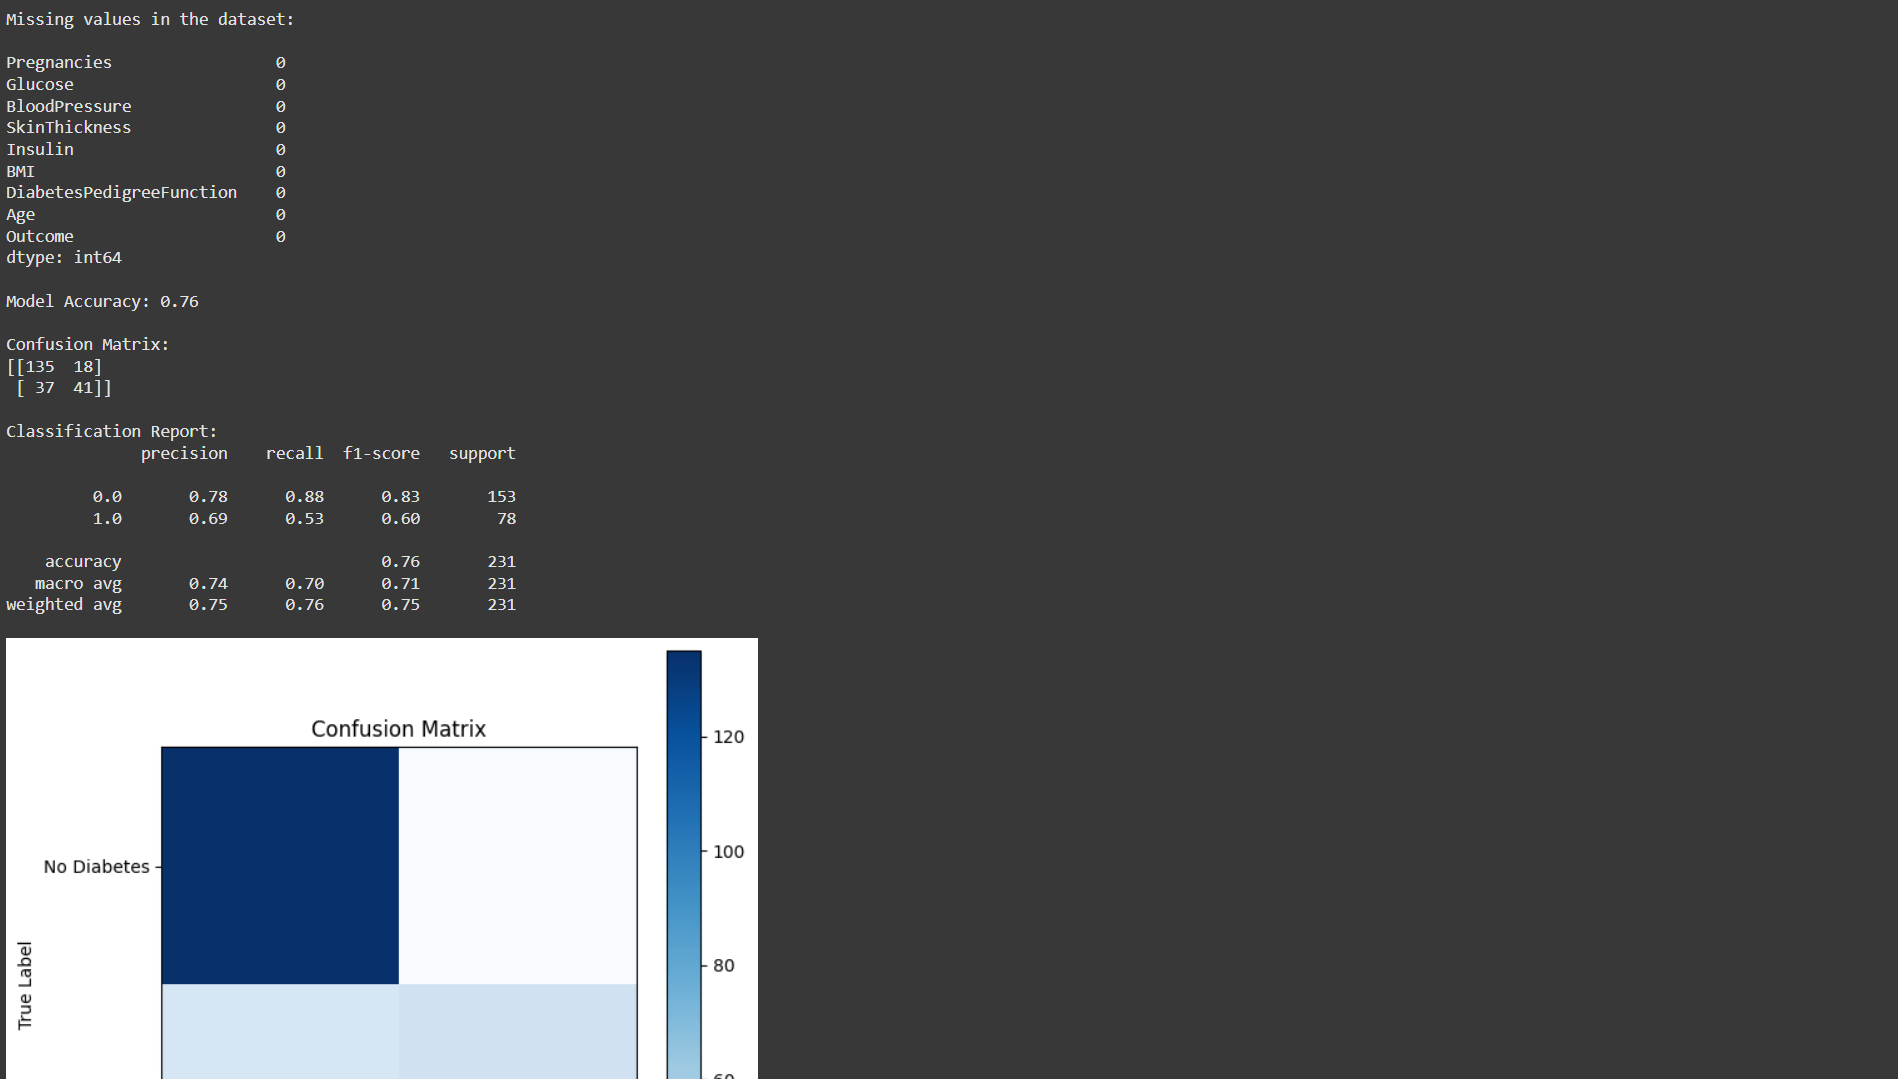 Missing values in the dataset:
Pregnancies 0
Glucose 0
BloodPressure 0
SkinThickness 0
Insulin 0
BMI 0
DiabetesPedigreeFunction 0
Age 0
Outcome 0
dtype: int64
Model Accuracy: 0.76
Confusion Matrix:
[[135 18]
[ 37 41]]
Classification Report:
precision recall f1-score support
0.0 0.78 0.88 0.83 153
1.0 0.69 0.53 0.60 78
accuracy 0.76 231
macro avg 0.74 0.70 0.71 231
weighted avg 0.75 0.76 0.75 231
Confusion Matrix
120
100
No Diabetes
80
True Label